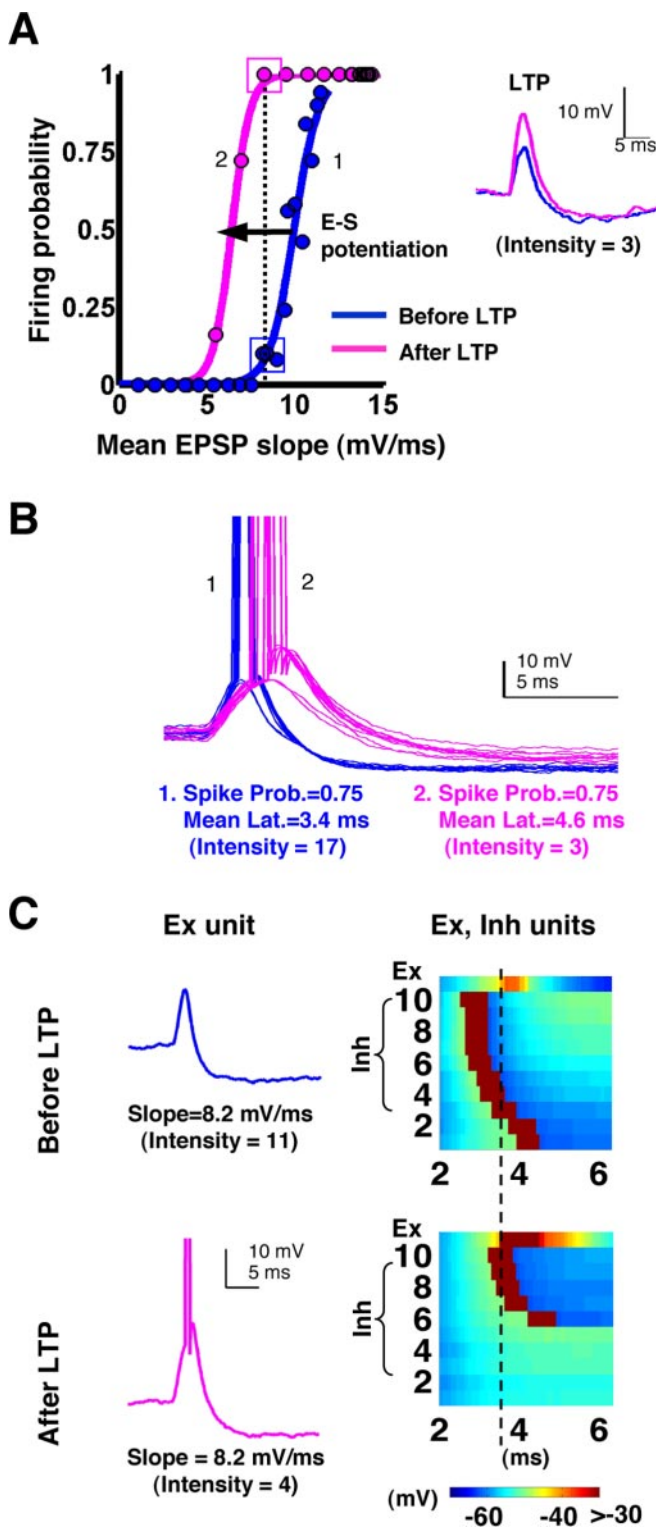 A
1
0.75
0.5
0.25
0
Firing probability
2
1
E-S
potentiation
Before LTP
After LTP
0 5 10 15
Mean EPSP slope (mV/ms)
LTP
10 mV
5 ms
(Intensity = 3)
B
1
2
10 mV
5 ms
1. Spike Prob.=0.75
Mean Lat.=3.4 ms
(Intensity = 17)
2. Spike Prob.=0.75
Mean Lat.=4.6 ms
(Intensity = 3)
C
Ex unit
Ex, Inh units
Before LTP
Slope=8.2 mV/ms
(Intensity = 11)
Ex
10
8
6
4
2
Inh
2 4 6
After LTP
10 mV
5 ms
Slope = 8.2 mV/ms
(Intensity = 4)
Ex
10
8
6
4
2
Inh
2 4 6
(ms)
(mV)
-60 -40 >-30